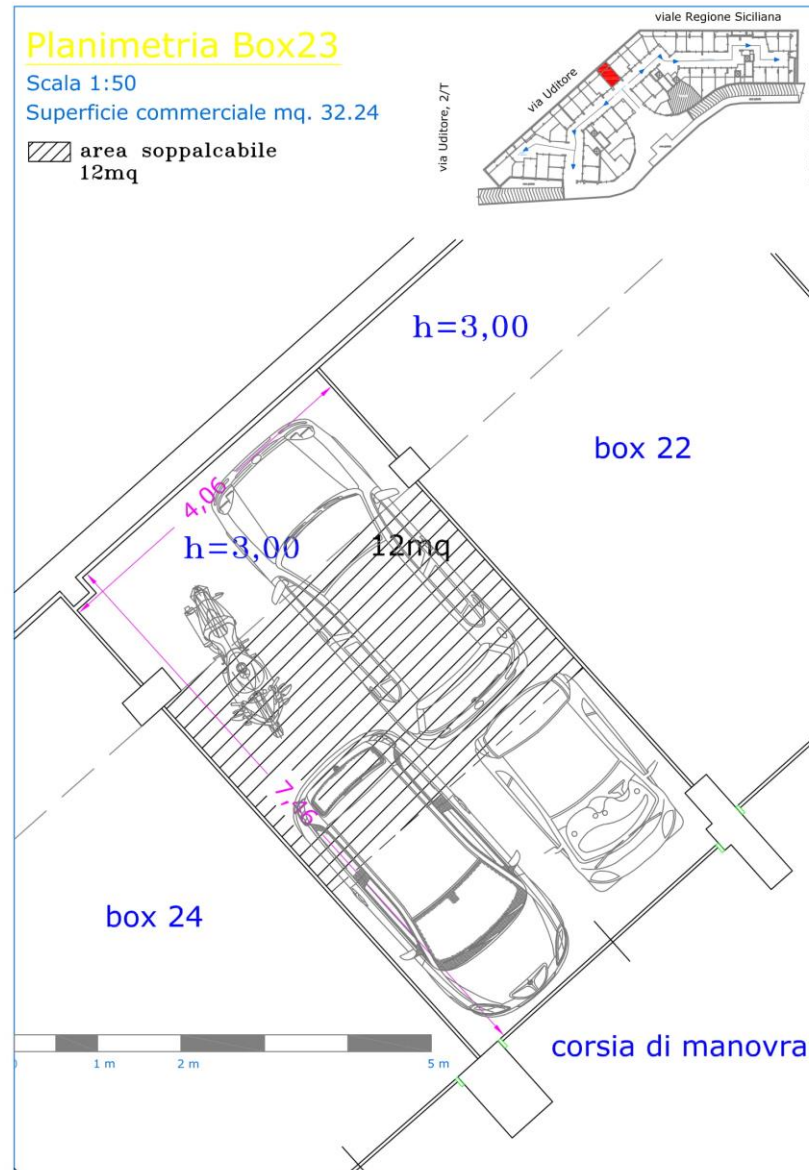 Planimetria Box23
Scala 1:50
Superficie commerciale mq. 32.24
area soppalcabile
12mq
viale Regione Siciliana
via Uditore
via Uditore, 2/T
h=3,00
box 22
4,06
h=3,00
12mq
7,46
box 24
corsia di manovra
0 1 m 2 m 5 m